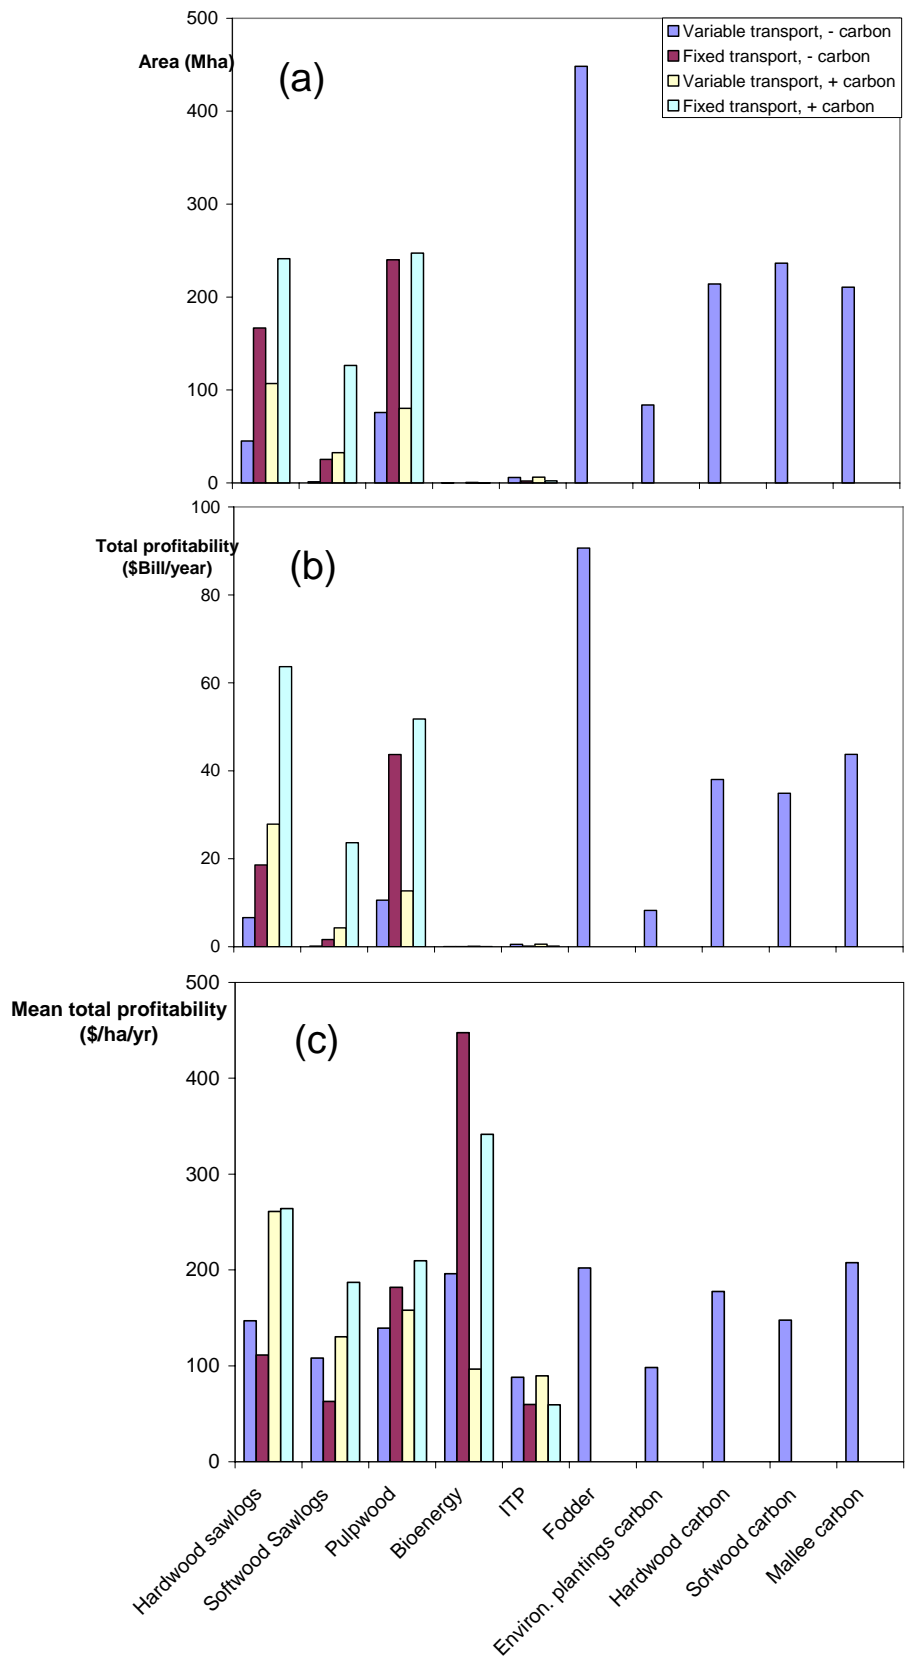 500
Variable transport, - carbon
Area (Mha)
(a)
Fixed transport, - carbon
Variable transport, + carbon
Fixed transport, + carbon
400
300
200
100
0
100
Total profitability
($Bill/year)
(b)
80
60
40
20
0
500
Mean total profitability
($/ha/yr)
(c)
400
300
200
100
0
Hardwood sawlogs
Softwood Sawlogs
Pulpwood
Bioenergy
ITP
Fodder
Environ. plantings carbon
Hardwood carbon
Sofwood carbon
Mallee carbon